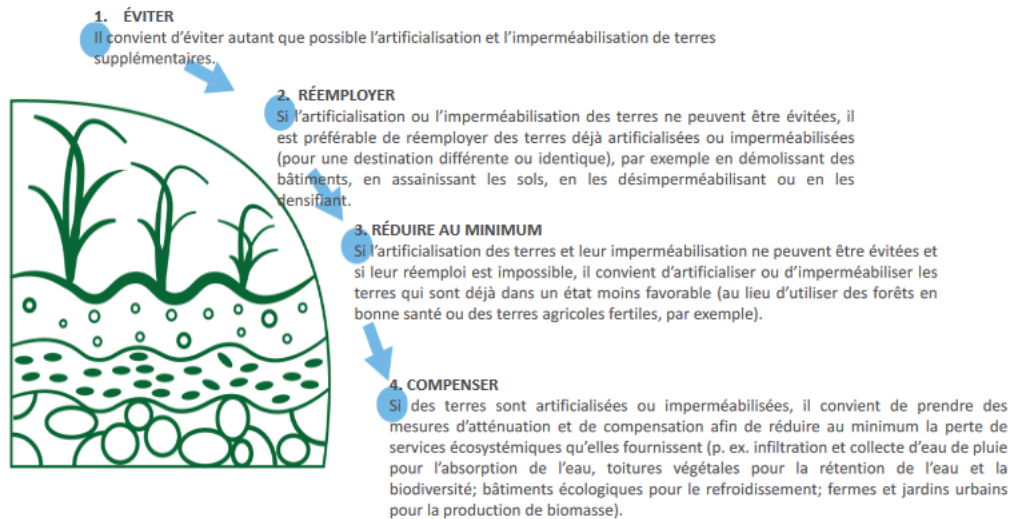 1. ÉVITER
Il convient d’éviter autant que possible l’artificialisation et l’imperméabilisation de terres
supplémentaires.
2. RÉEMPLOYER
Si l’artificialisation ou l’imperméabilisation des terres ne peuvent être évitées, il
est préférable de réemployer des terres déjà artificialisées ou imperméabilisées
(pour une destination différente ou identique), par exemple en démolissant des
bâtiments, en assainissant les sols, en les désimperméabilisant ou en les
densifiant.
3. RÉDUIRE AU MINIMUM
Si l’artificialisation des terres et leur imperméabilisation ne peuvent être évitées et
si leur réemploi est impossible, il convient d’artificialiser ou d’imperméabiliser les
terres qui sont déjà dans un état moins favorable (au lieu d’utiliser des forêts en
bonne santé ou des terres agricoles fertiles, par exemple).
4. COMPENSER
Si des terres sont artificialisées ou imperméabilisées, il convient de prendre des
mesures d’atténuation et de compensation afin de réduire au minimum la perte de
services écosystémiques qu’elles fournissent (p. ex. infiltration et collecte d’eau de pluie
pour l’absorption de l’eau, toitures végétales pour la rétention de l’eau et la
biodiversité; bâtiments écologiques pour le refroidissement; fermes et jardins urbains
pour la production de biomasse).